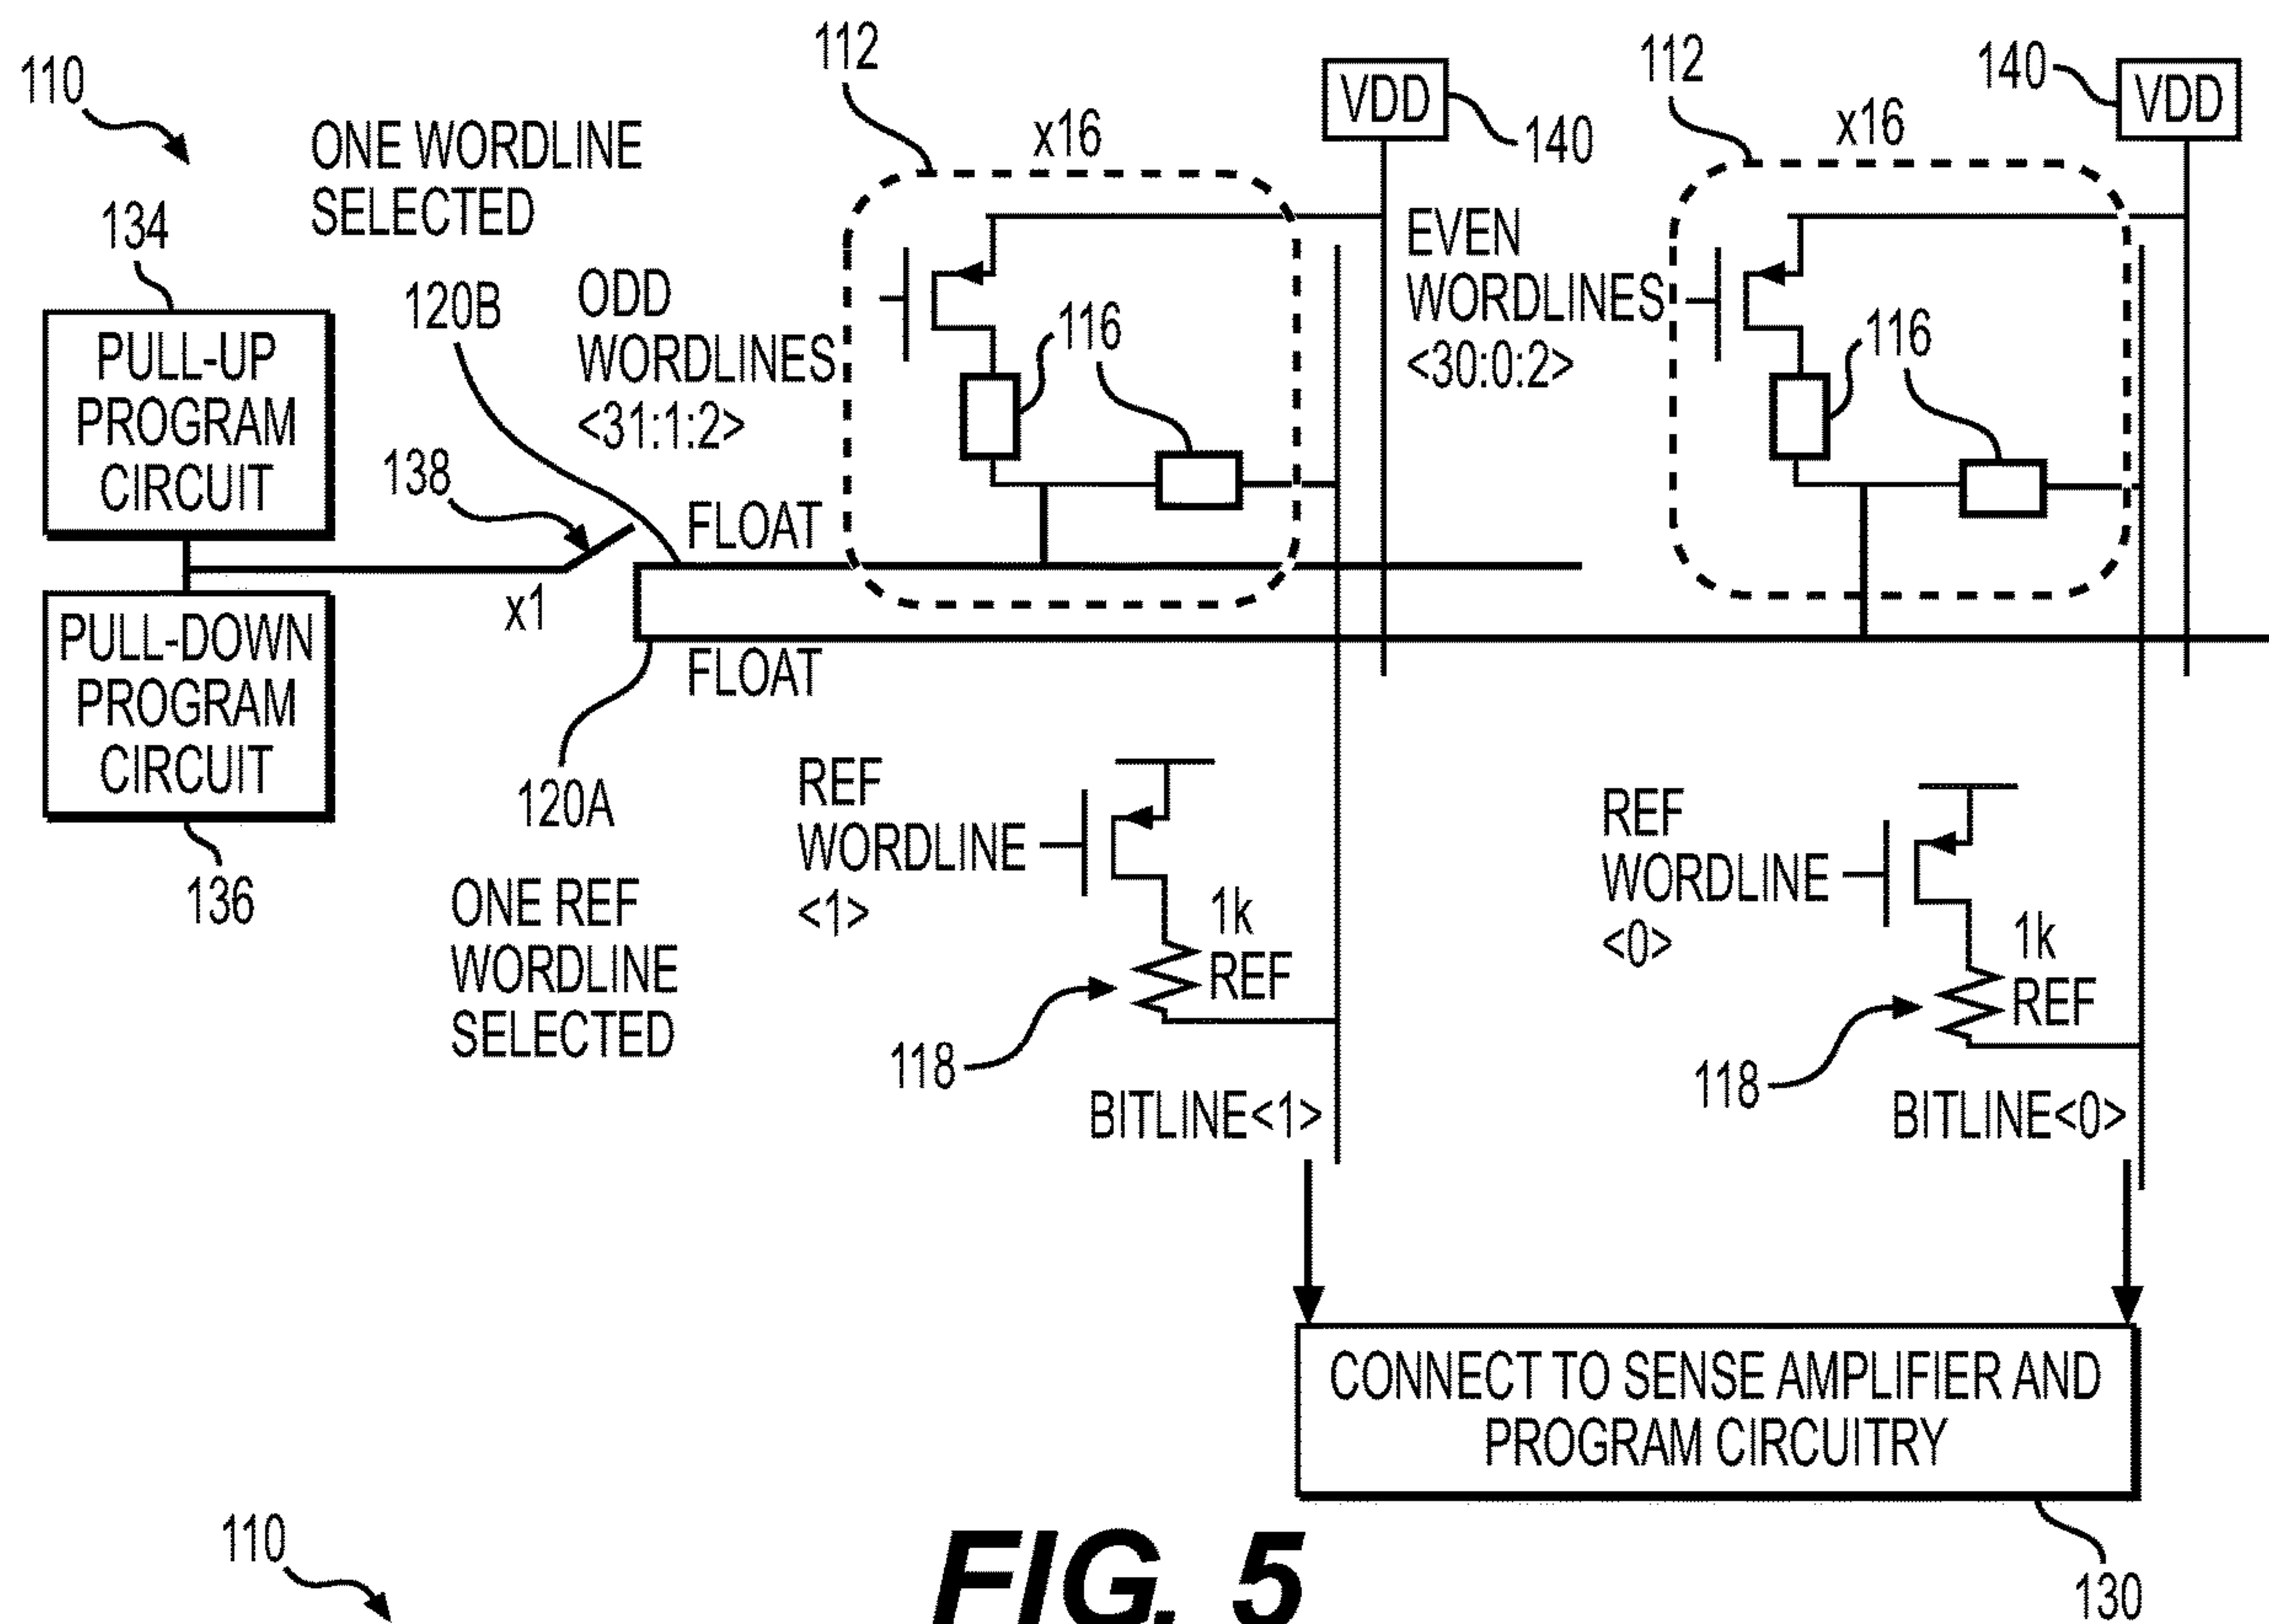 110
ONE WORDLINE
SELECTED
134
PULL-UP
PROGRAM
CIRCUIT
PULL-DOWN
PROGRAM
CIRCUIT
136
138
x1
120B
120A
FLOAT
FLOAT
ODD
WORDLINES
<31:1:2>
112
x16
116
VDD
140
EVEN
WORDLINES
<30:0:2>
112
x16
116
140
VDD
ONE REF
WORDLINE
SELECTED
REF
WORDLINE
<1>
1k
REF
118
BITLINE<1>
REF
WORDLINE
<0>
1k
REF
118
BITLINE<0>
CONNECT TO SENSE AMPLIFIER AND
PROGRAM CIRCUITRY
130
110
FIG. 5